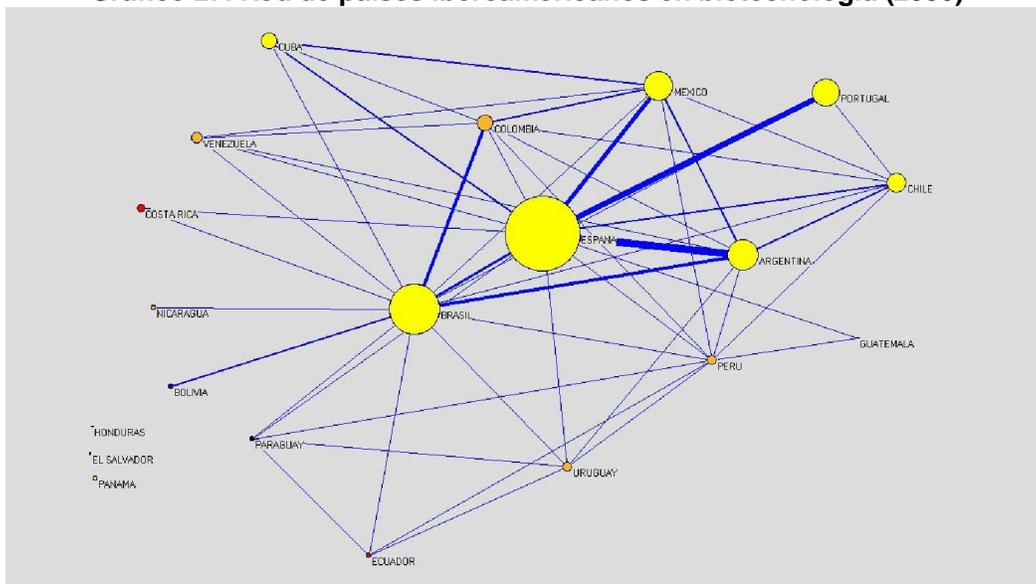 CUBA
MEXICO
PORTUGAL
COLOMBIA
VENEZUELA
CHILE
COSTA RICA
ESPAÑA
ARGENTINA
NICARAGUA
BRASIL
GUATEMALA
PERU
BOLIVIA
HONDURAS
PARAGUAY
EL SALVADOR
URUGUAY
PANAMA
ECUADOR